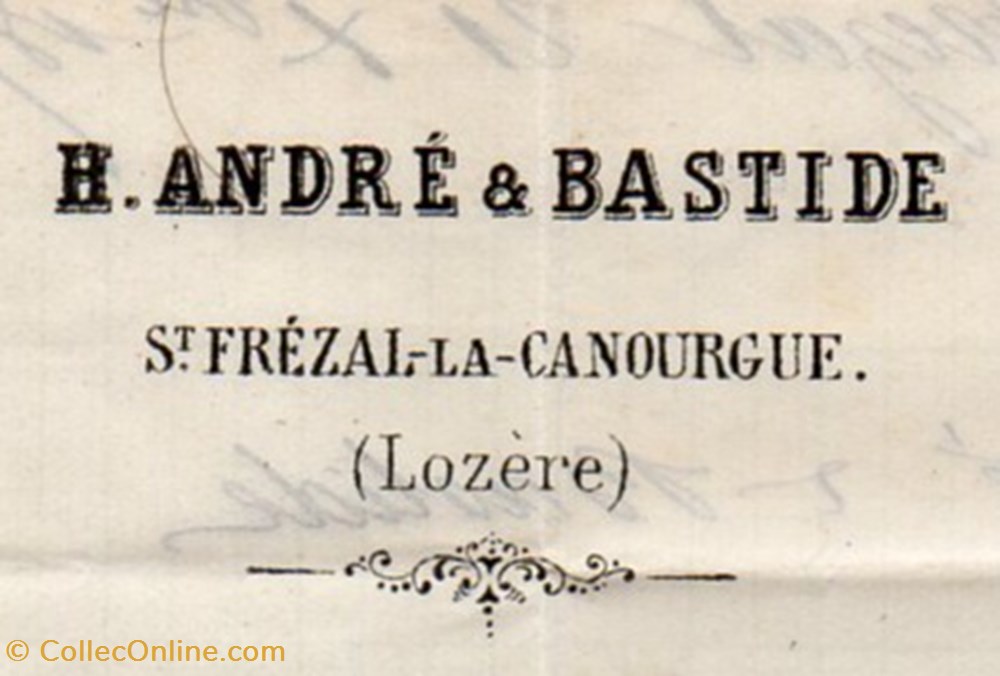 H. ANDRÉ & BASTIDE
ST. FRÉZAL-LA-CANOURGUE.
(Lozère)
© CollecOnline.com